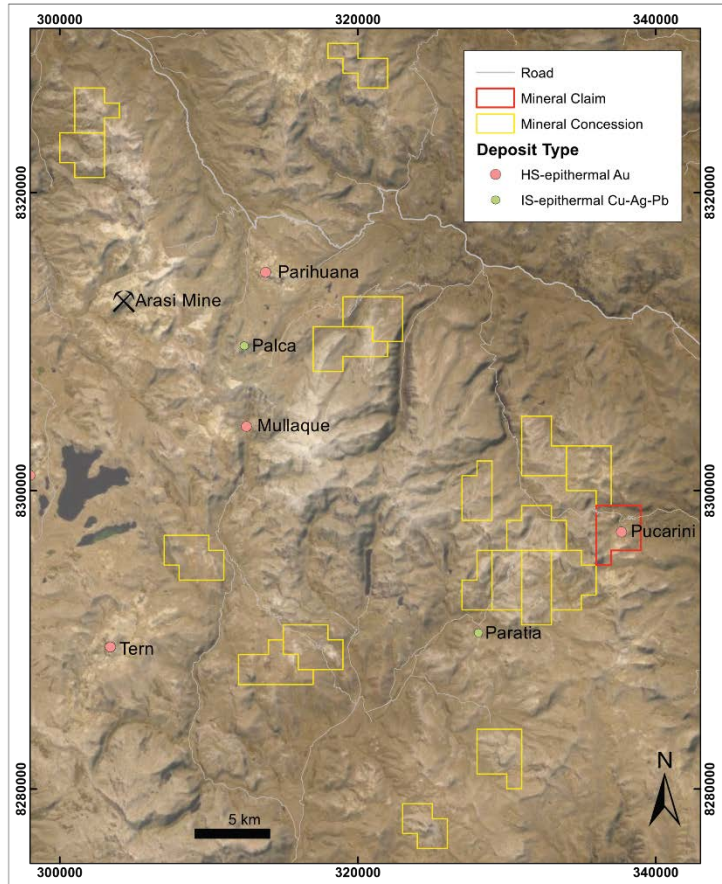 300000
320000
340000
Road
Mineral Claim
Mineral Concession
Deposit Type
HS-epithermal Au
IS-epithermal Cu-Ag-Pb
8320000
8320000
Parihuana
Arasi Mine
Palca
Mullaque
8300000
8300000
Pucarini
Paratia
Tern
8280000
8280000
N
5 km
300000
320000
340000